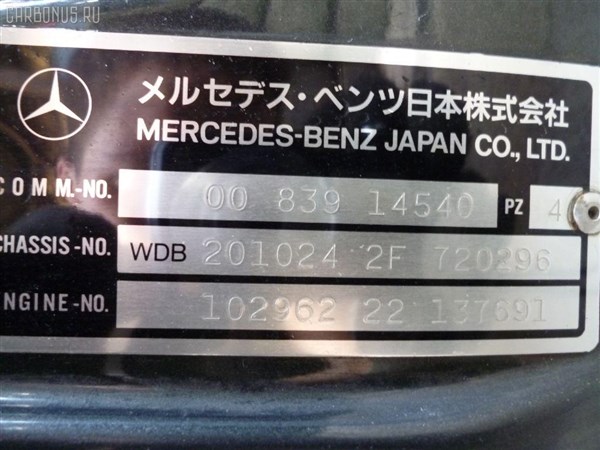 CARBONUS.RU
メルセデス・ベンツ日本株式会社
MERCEDES-BENZ JAPAN CO., LTD.
COMM.-NO. 00 839 14540 PZ 4
CHASSIS-NO. WDB 201024 2F 720296
ENGINE-NO. 102962 22 137691